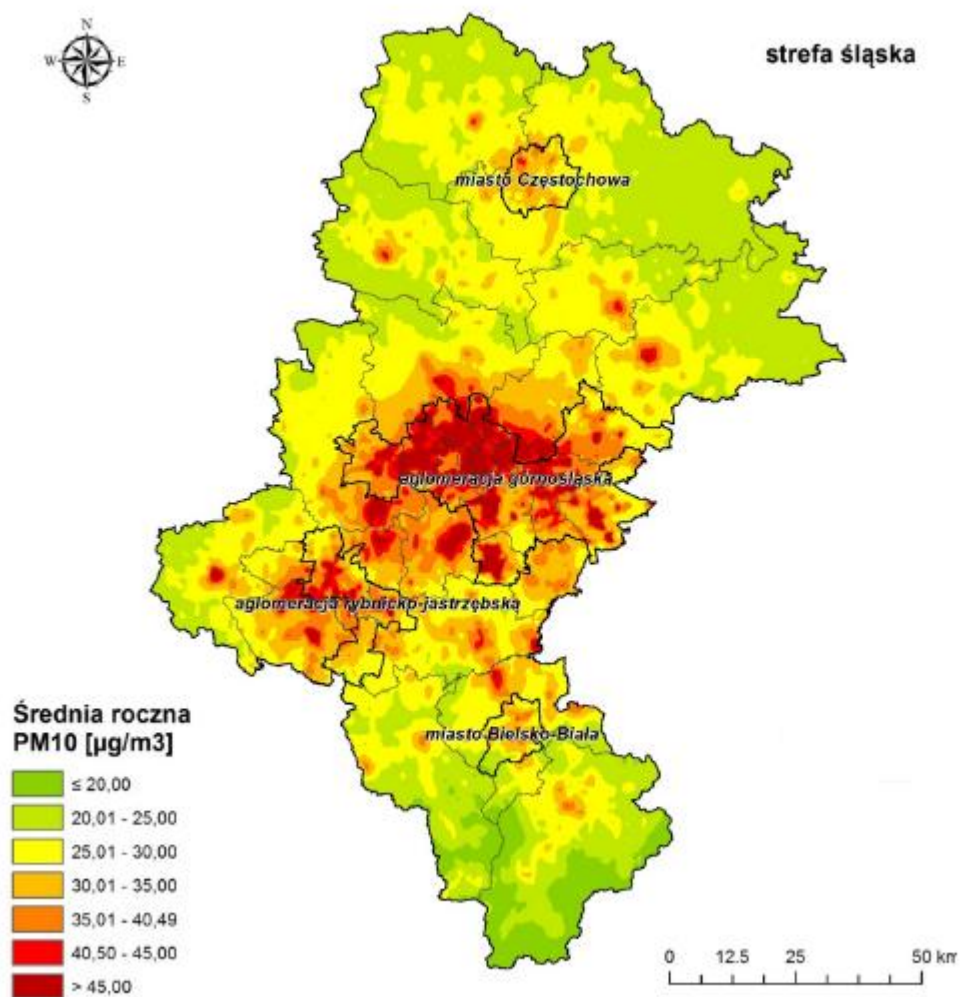 N
W E
S
strefa śląska
miasto Częstochowa
aglomeracja górnośląska
aglomeracja rybnicko-jastrzębska
miasto Bielsko-Biała
Średnia roczna
PM10 [µg/m3]
≤ 20,00
20,01 - 25,00
25,01 - 30,00
30,01 - 35,00
35,01 - 40,49
40,50 - 45,00
> 45,00
0 12.5 25 50 km